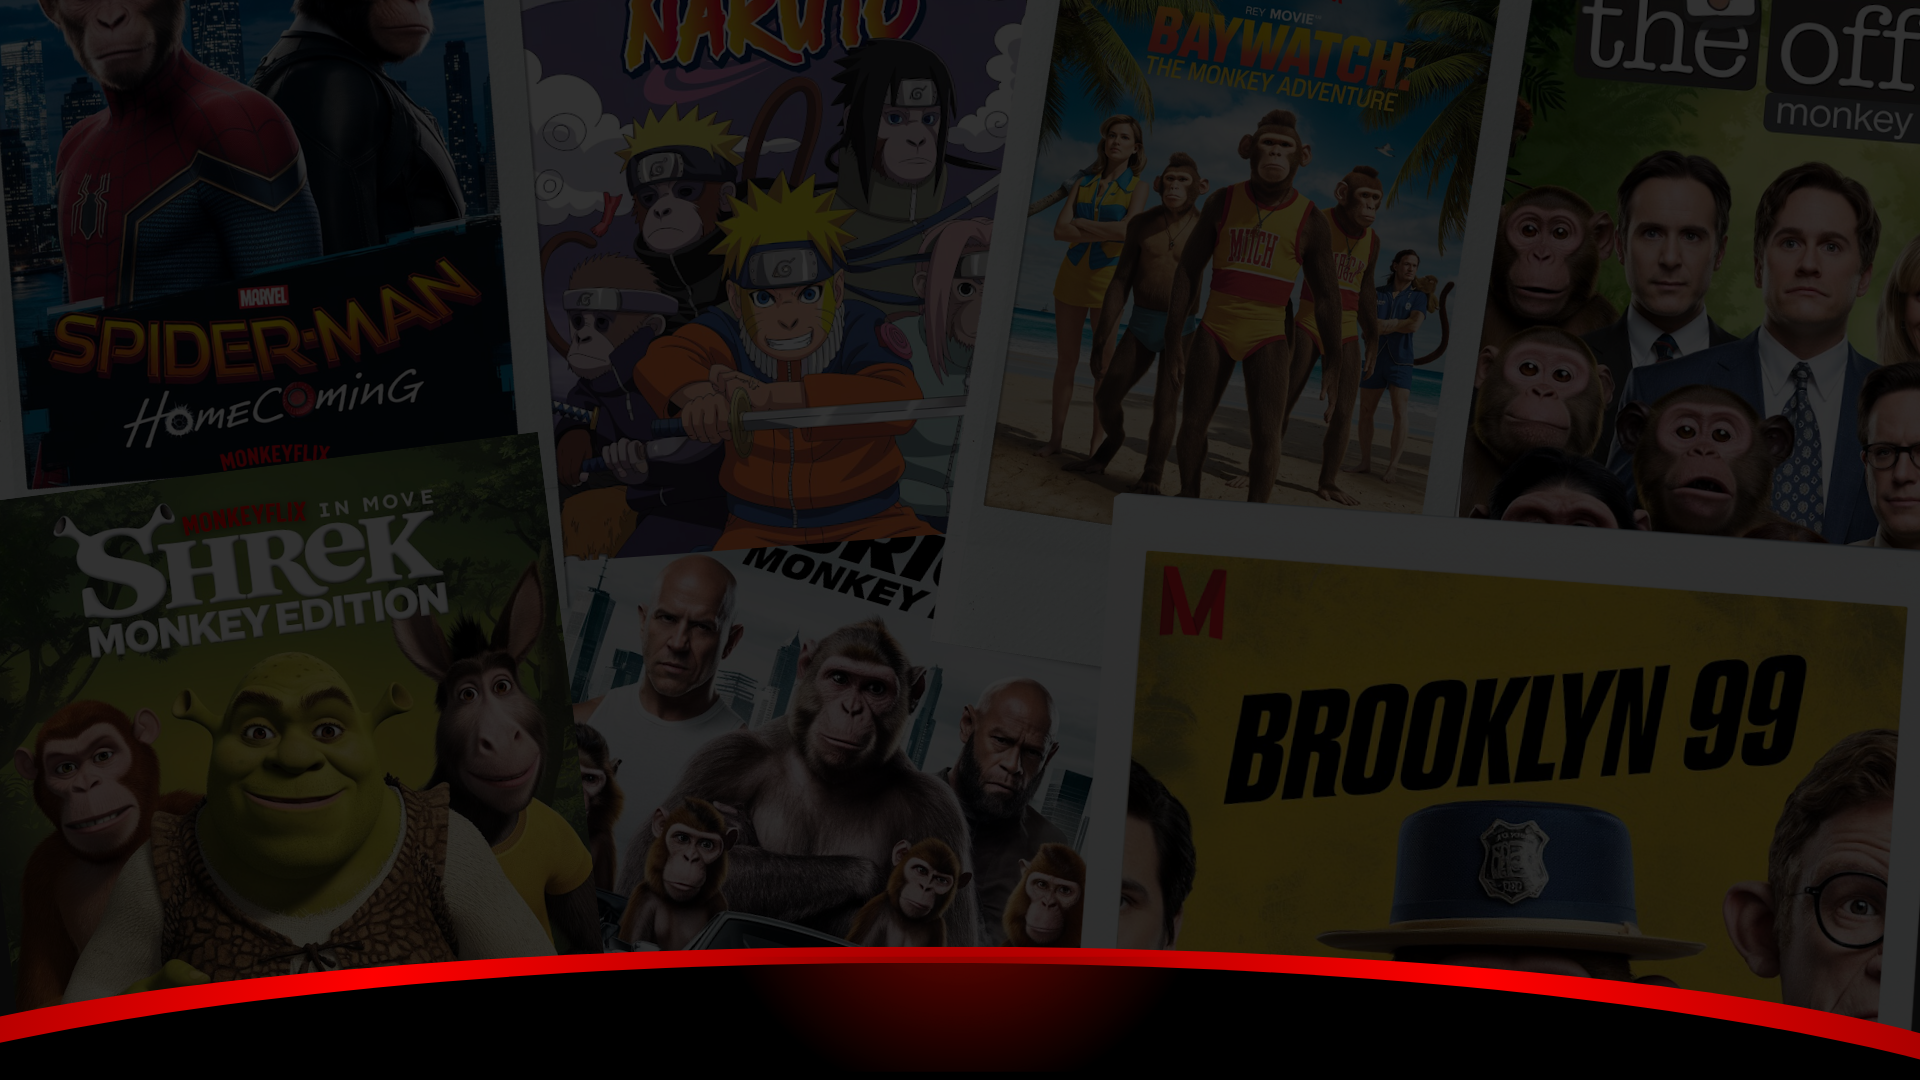 MARVEL
SPIDER-MAN
HOMECOMING
MONKEYFLIX
NARUTO
REY MOVIE™
BAYWATCH:
THE MONKEY ADVENTURE
MITCH
the off
monkey
MONKEYFLIX IN MOVE
SHREK
MONKEY EDITION
MONKEY
M
BROOKLYN 99